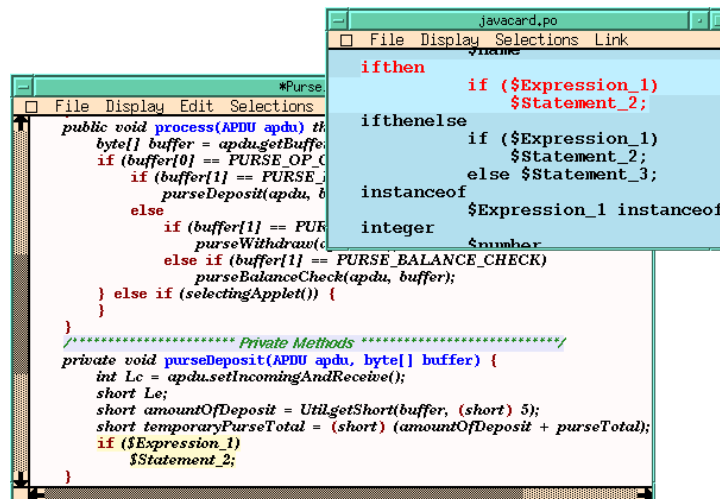 javacard.po
File Display Selections Link
$name
ifthen
if ($Expression_1)
$Statement_2;
ifthenelse
if ($Expression_1)
$Statement_2;
else $Statement_3;
instanceof
$Expression_1 instanceof
integer
$number
*Purse.
File Display Edit Selections
public void process(APDU apdu) th
byte[] buffer = apdu.getBuffe
if (buffer[0] == PURSE_OP_
if (buffer[1] == PURSE_
purseDeposit(apdu, b
else
if (buffer[1] == PUR
purseWithdraw(a
else if (buffer[1] == PURSE_BALANCE_CHECK)
purseBalanceCheck(apdu, buffer);
} else if (selectingApplet()) {
}
}
/*********************** Private Methods ****************************/
private void purseDeposit(APDU apdu, byte[] buffer) {
int Lc = apdu.setIncomingAndReceive();
short Le;
short amountOfDeposit = Util.getShort(buffer, (short) 5);
short temporaryPurseTotal = (short) (amountOfDeposit + purseTotal);
if ($Expression_1)
$Statement_2;
}